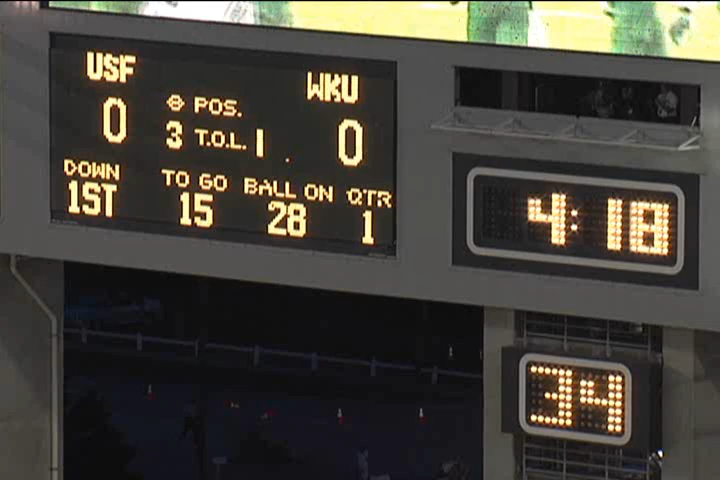 USF WKU
0 POS. 0
3 T.O.L. 1
DOWN TO GO BALL ON QTR
1ST 15 28 1
4:18
34